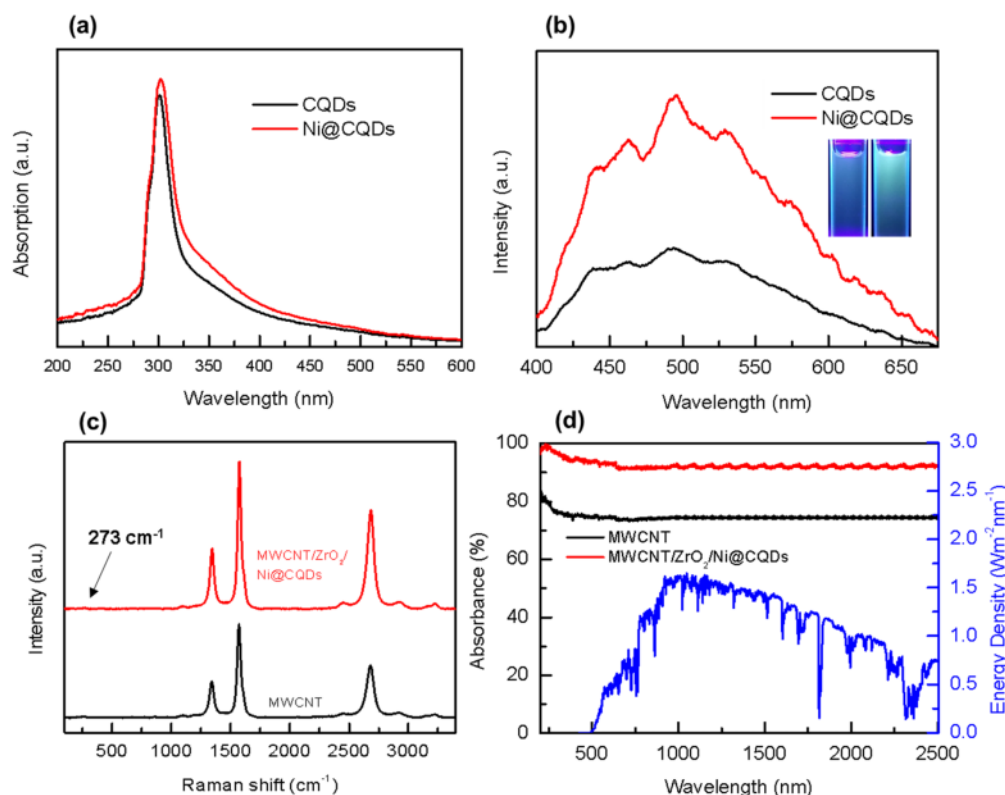 (a)
CQDs
Ni@CQDs
Absorption (a.u.)
200 250 300 350 400 450 500 550 600
Wavelength (nm)
(b)
CQDs
Ni@CQDs
Intensity (a.u.)
400 450 500 550 600 650
Wavelength (nm)
(c)
273 cm⁻¹
MWCNT/ZrO₂/
Ni@CQDs
MWCNT
Intensity (a.u.)
500 1000 1500 2000 2500 3000
Raman shift (cm⁻¹)
(d)
100
80
60
40
20
0
Absorbance (%)
MWCNT
MWCNT/ZrO₂/Ni@CQDs
3.0
2.5
2.0
1.5
1.0
0.5
0.0
Energy Density (Wm⁻²nm⁻¹)
500 1000 1500 2000 2500
Wavelength (nm)